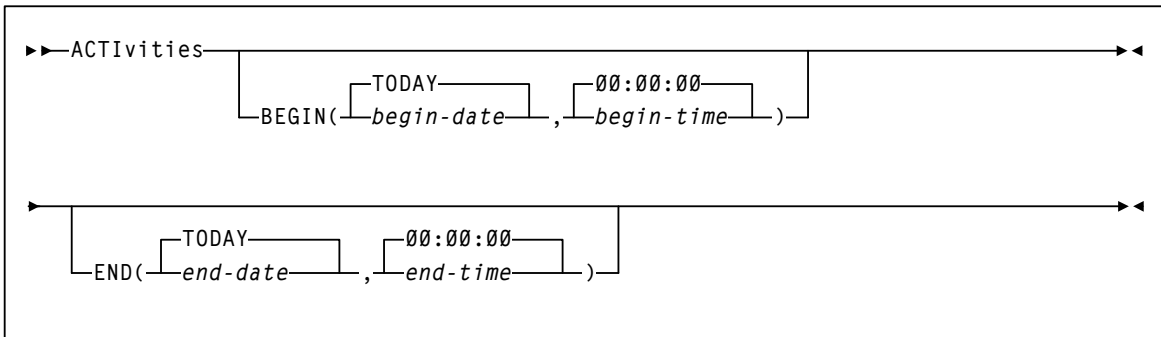 TODAY 00:00:00
ACTIvities
BEGIN( begin-date , begin-time )
TODAY 00:00:00
END( end-date , end-time )